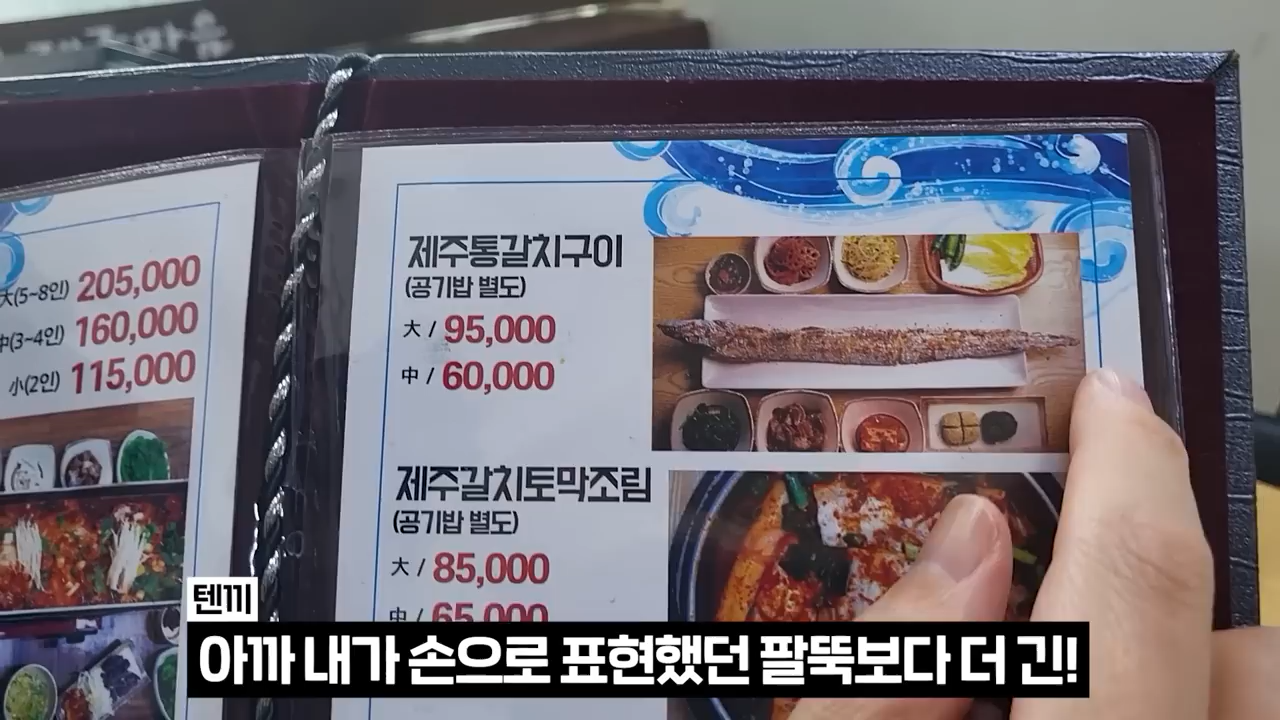 大(5~8인) 205,000
中(3~4인) 160,000
小(2인) 115,000
제주통갈치구이
(공기밥 별도)
大 / 95,000
中 / 60,000
제주갈치토막조림
(공기밥 별도)
大 / 85,000
中 / 65,000
텐끼
아까 내가 손으로 표현했던 팔뚝보다 더 긴!